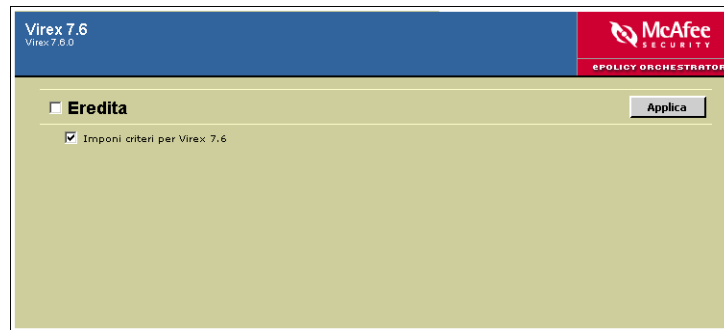 Virex 7.6
Virex 7.6.0
McAfee
SECURITY
ePOLICY ORCHESTRATOR
Eredita
Applica
Imponi criteri per Virex 7.6